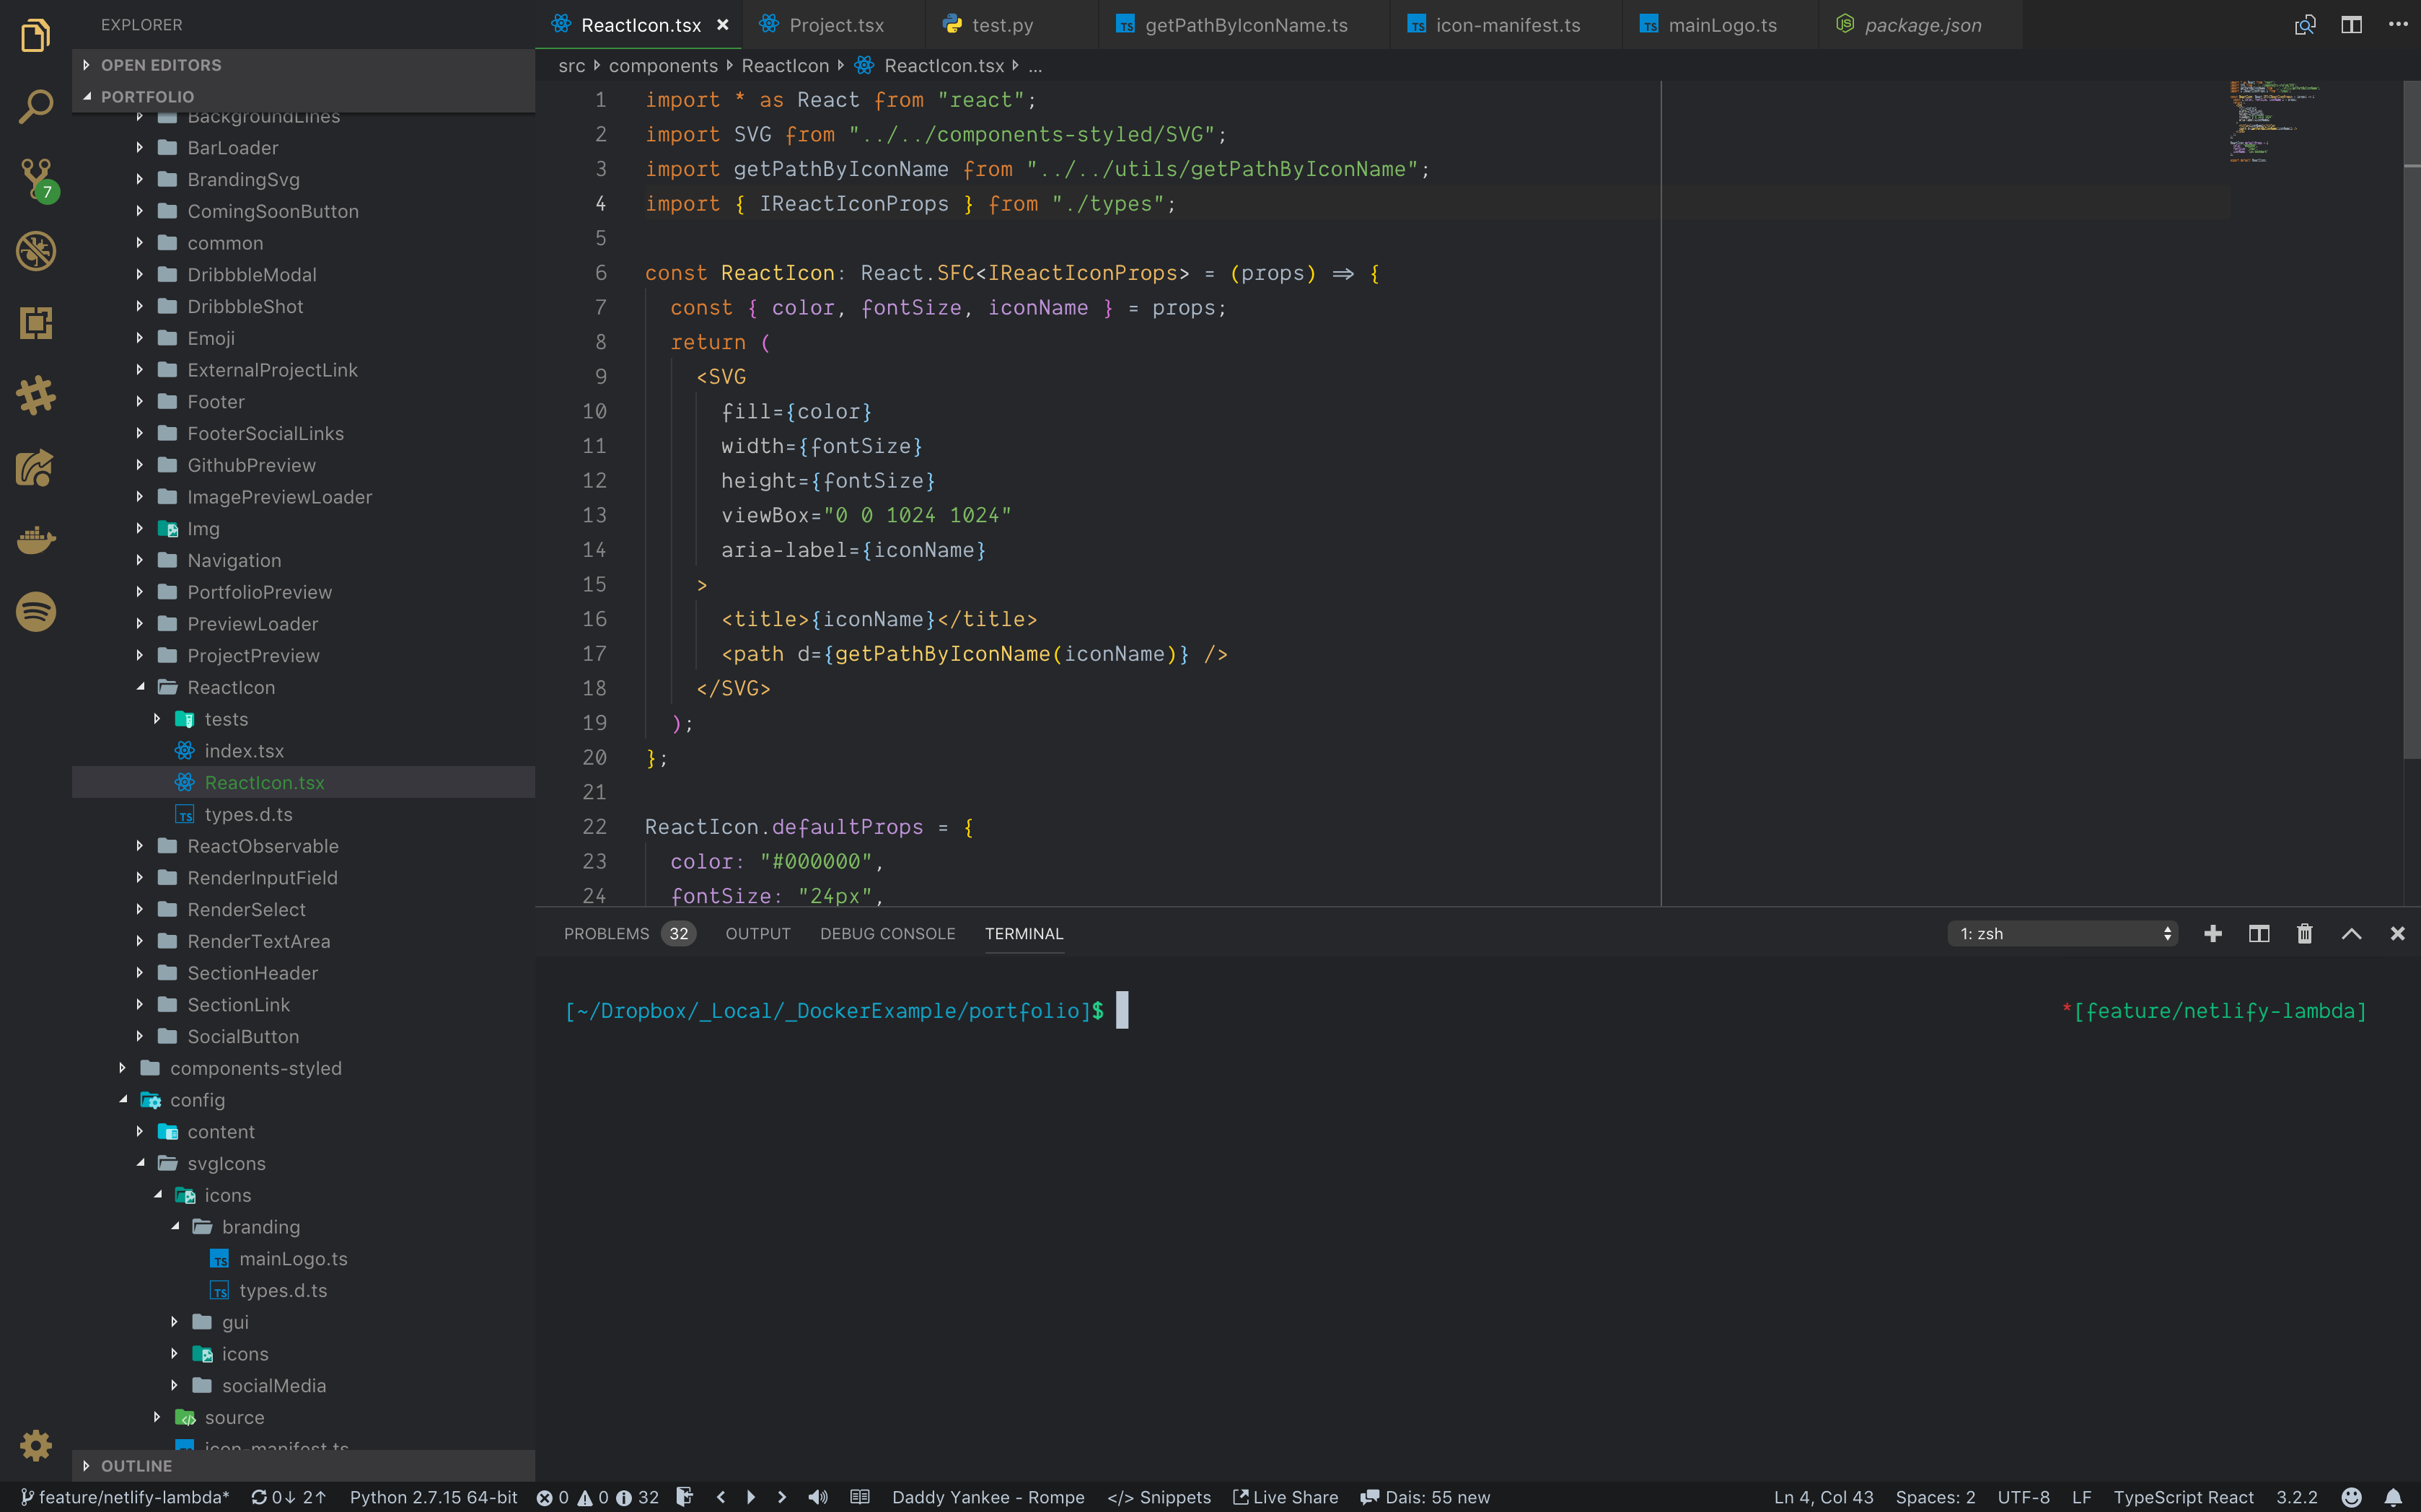 EXPLORER
OPEN EDITORS
PORTFOLIO
BackgroundLines
BarLoader
BrandingSvg
ComingSoonButton
common
DribbbleModal
DribbbleShot
Emoji
ExternalProjectLink
Footer
FooterSocialLinks
GithubPreview
ImagePreviewLoader
Img
Navigation
PortfolioPreview
PreviewLoader
ProjectPreview
ReactIcon
tests
index.tsx
ReactIcon.tsx
types.d.ts
ReactObservable
RenderInputField
RenderSelect
RenderTextArea
SectionHeader
SectionLink
SocialButton
components-styled
config
content
svgIcons
icons
branding
mainLogo.ts
types.d.ts
gui
icons
socialMedia
source
icon-manifest.ts
OUTLINE
7
ReactIcon.tsx × Project.tsx test.py getPathByIconName.ts icon-manifest.ts mainLogo.ts package.json
src components ReactIcon ReactIcon.tsx ...
1 import * as React from "react";
2 import SVG from "../../components-styled/SVG";
3 import getPathByIconName from "../../utils/getPathByIconName";
4 import { IReactIconProps } from "./types";
5
6 const ReactIcon: React.SFC<IReactIconProps> = (props) ⇒ {
7 const { color, fontSize, iconName } = props;
8 return (
9 <SVG
10 fill={color}
11 width={fontSize}
12 height={fontSize}
13 viewBox="0 0 1024 1024"
14 aria-label={iconName}
15 >
16 <title>{iconName}</title>
17 <path d={getPathByIconName(iconName)} />
18 </SVG>
19 );
20 };
21
22 ReactIcon.defaultProps = {
23 color: "#000000",
24 fontSize: "24px",
PROBLEMS 32 OUTPUT DEBUG CONSOLE TERMINAL 1: zsh
[~/Dropbox/_Local/_DockerExample/portfolio]$ *[feature/netlify-lambda]
feature/netlify-lambda* 0↓ 2↑ Python 2.7.15 64-bit 0 0 32 Daddy Yankee - Rompe </> Snippets Live Share Dais: 55 new Ln 4, Col 43 Spaces: 2 UTF-8 LF TypeScript React 3.2.2